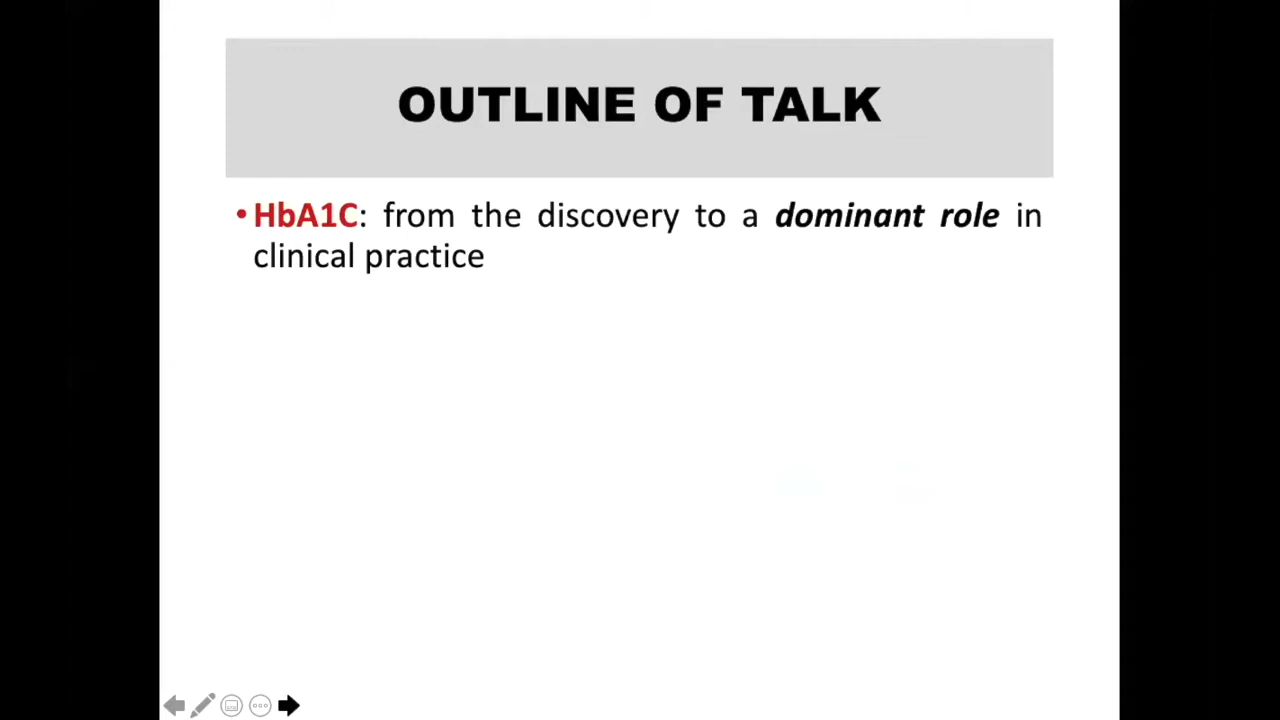 OUTLINE OF TALK
•HbA1C: from the discovery to a dominant role in
clinical practice